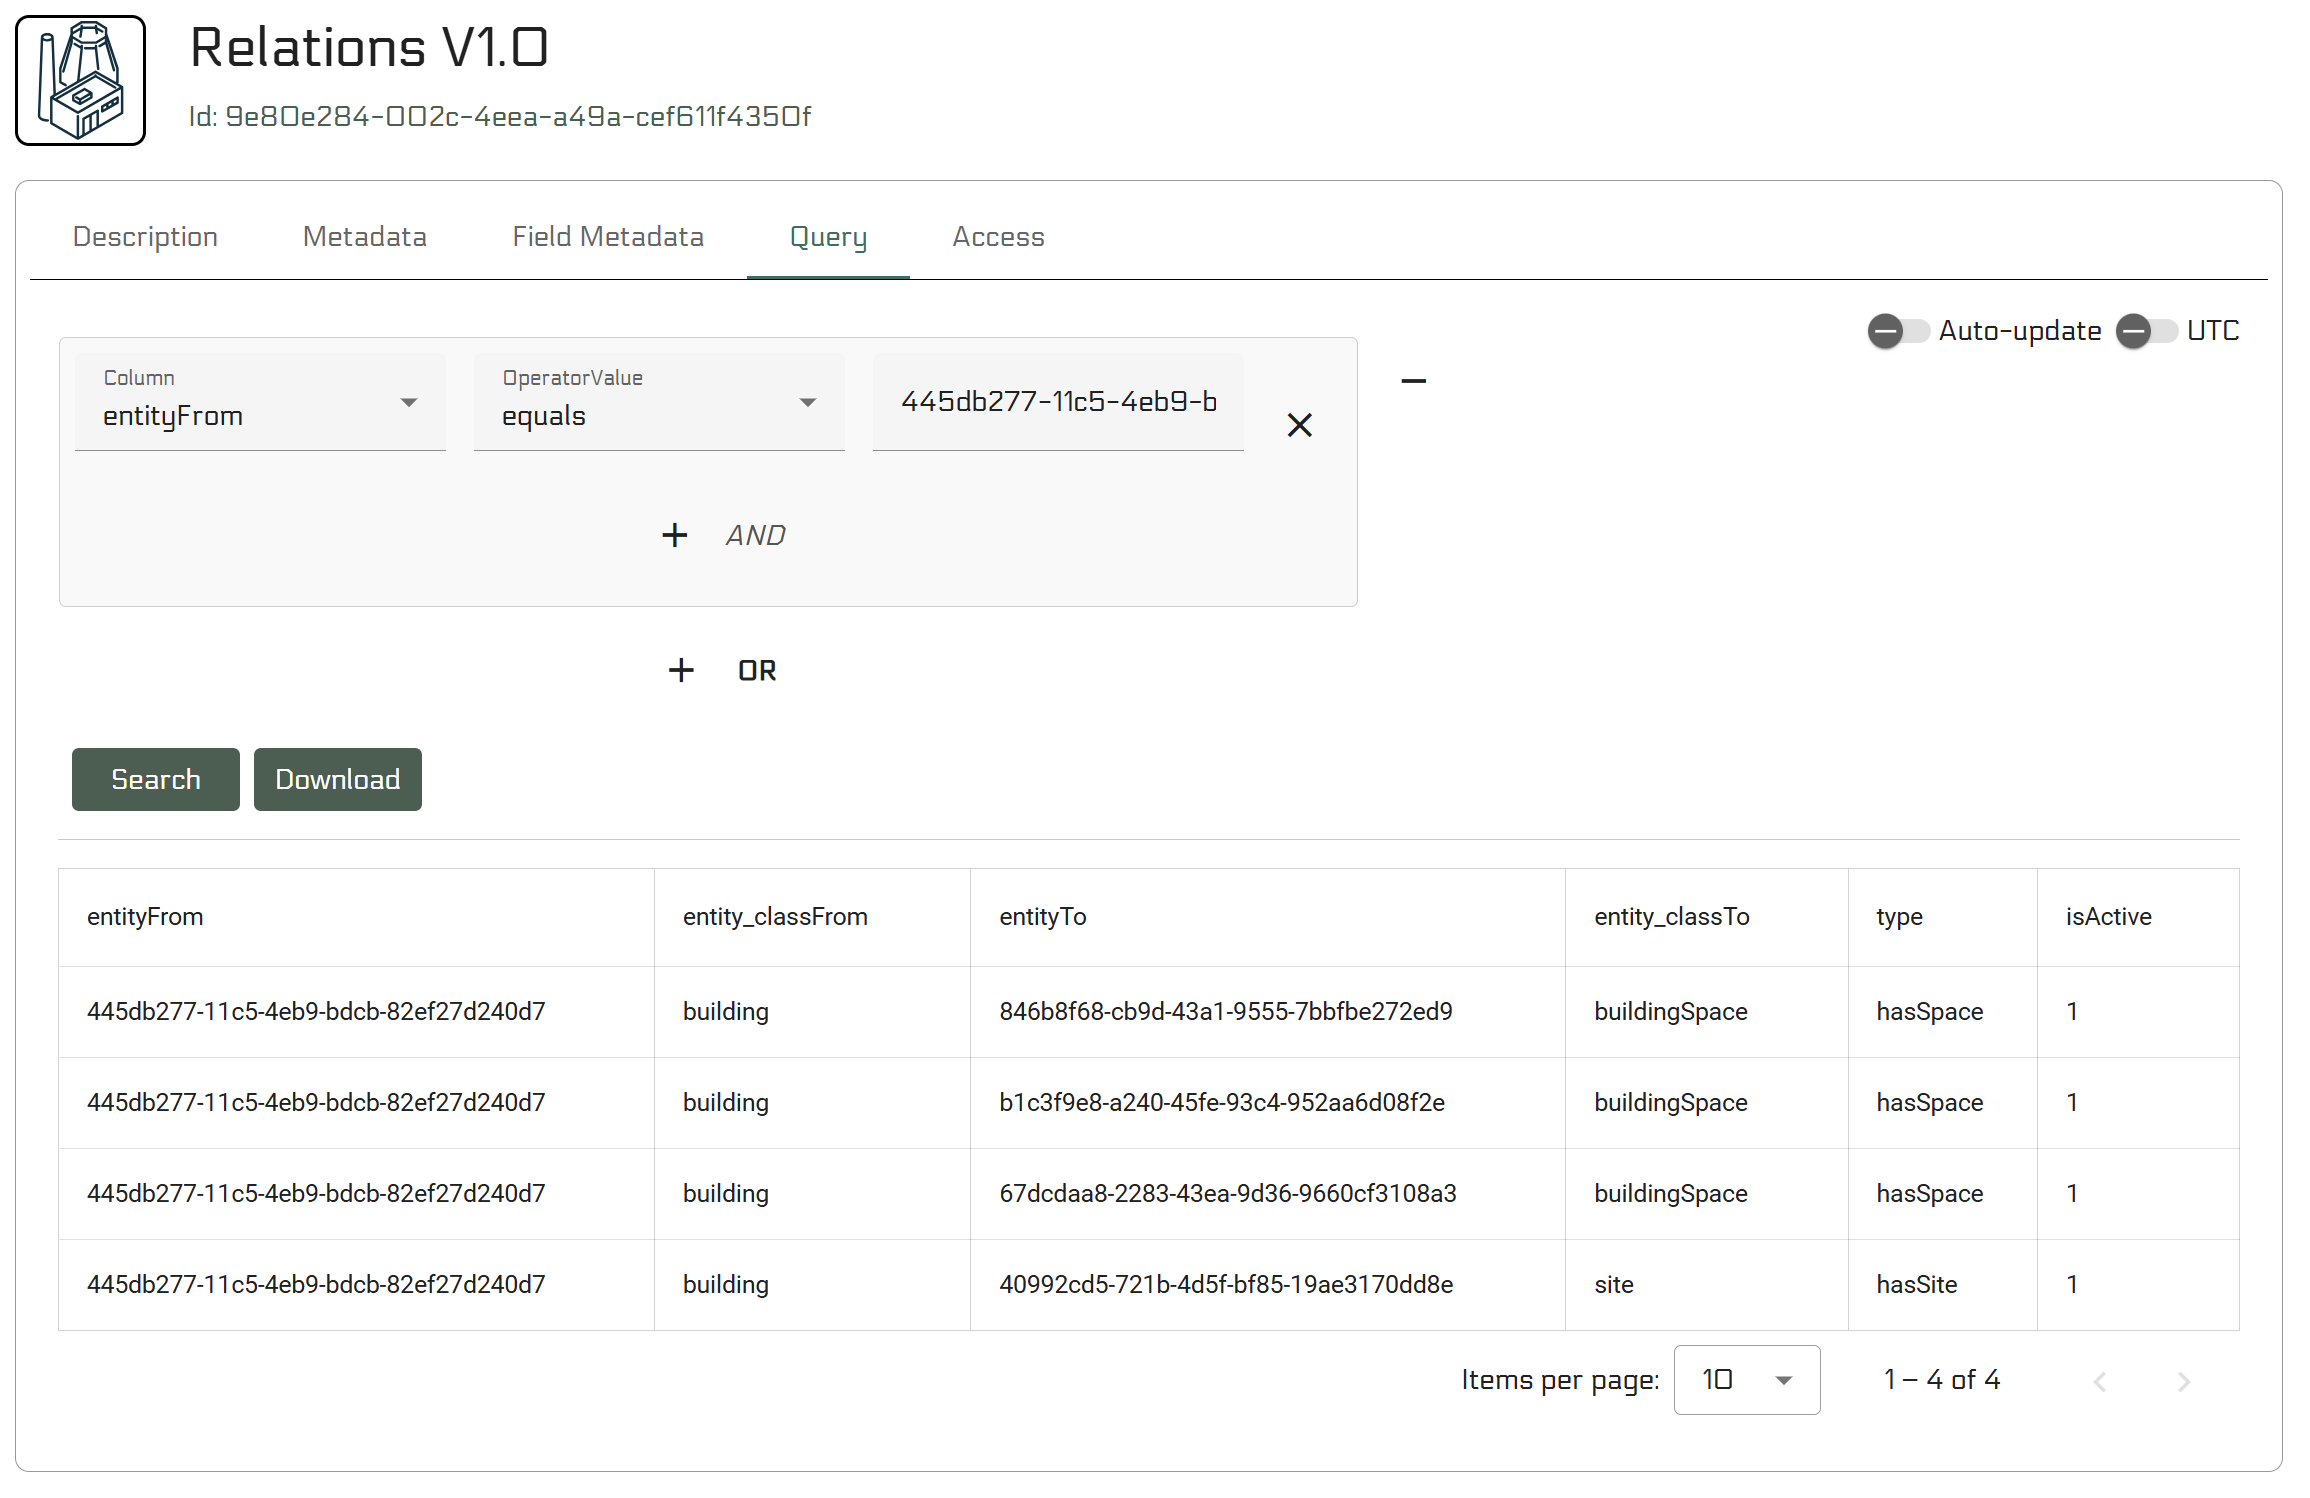 Relations V1.0
Id: 9e80e284-002c-4eea-a49a-cef611f4350f
Description Metadata Field Metadata Query Access
Auto-update UTC
Column OperatorValue
entityFrom equals 445db277-11c5-4eb9-b
AND
OR
Search Download
entityFrom entity_classFrom entityTo entity_classTo type isActive
445db277-11c5-4eb9-bdcb-82ef27d240d7 building 846b8f68-cb9d-43a1-9555-7bbfbe272ed9 buildingSpace hasSpace 1
445db277-11c5-4eb9-bdcb-82ef27d240d7 building b1c3f9e8-a240-45fe-93c4-952aa6d08f2e buildingSpace hasSpace 1
445db277-11c5-4eb9-bdcb-82ef27d240d7 building 67dcdaa8-2283-43ea-9d36-9660cf3108a3 buildingSpace hasSpace 1
445db277-11c5-4eb9-bdcb-82ef27d240d7 building 40992cd5-721b-4d5f-bf85-19ae3170dd8e site hasSite 1
Items per page: 10 1 – 4 of 4